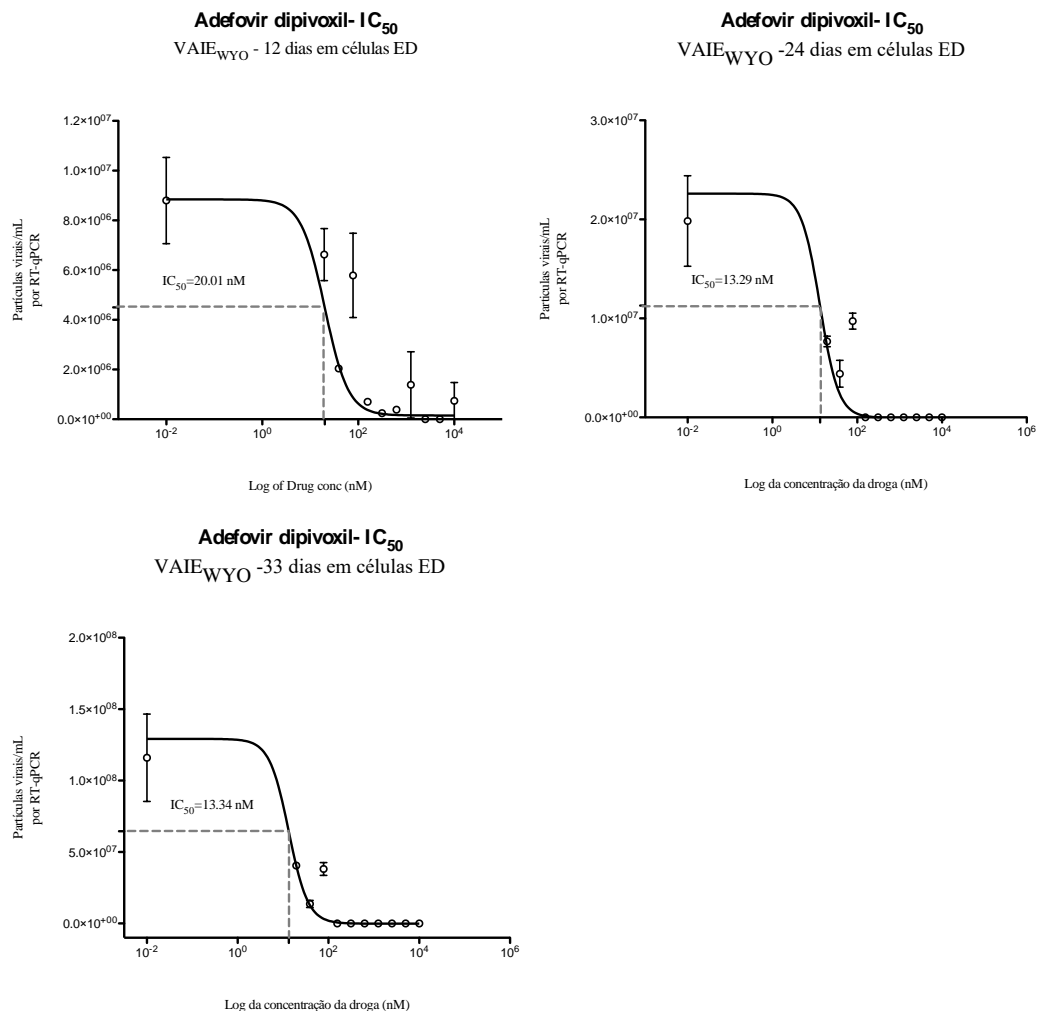 Adefovir dipivoxil- IC50
VAIEWYO - 12 dias em células ED
Partículas virais/mL
por RT-qPCR
1.2×10^07
1.0×10^07
8.0×10^06
6.0×10^06
4.0×10^06
2.0×10^06
0.0×10^+00
IC50=20.01 nM
10^-2 10^0 10^2 10^4
Log of Drug conc (nM)
Adefovir dipivoxil- IC50
VAIEWYO -24 dias em células ED
Partículas virais/mL
por RT-qPCR
3.0×10^07
2.0×10^07
1.0×10^07
0.0×10^+00
IC50=13.29 nM
10^-2 10^0 10^2 10^4 10^6
Log da concentração da droga (nM)
Adefovir dipivoxil- IC50
VAIEWYO -33 dias em células ED
Partículas virais/mL
por RT-qPCR
2.0×10^08
1.5×10^08
1.0×10^08
5.0×10^07
0.0×10^+00
IC50=13.34 nM
10^-2 10^0 10^2 10^4 10^6
Log da concentração da droga (nM)